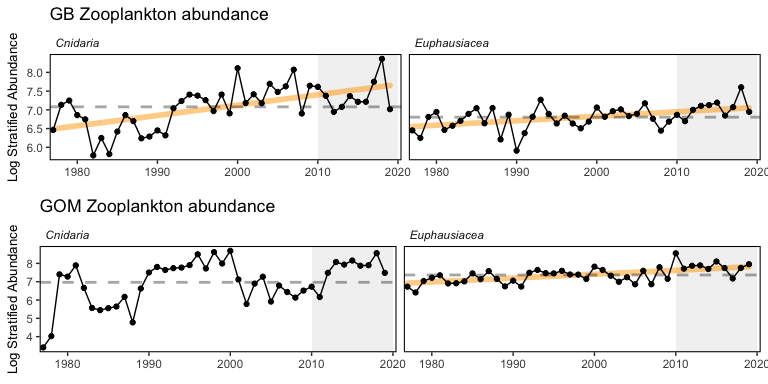 GB Zooplankton abundance
Cnidaria Euphausiacea
Log Stratified Abundance
8.0
7.5
7.0
6.5
6.0
1980 1990 2000 2010 2020 1980 1990 2000 2010 2020
GOM Zooplankton abundance
Cnidaria Euphausiacea
Log Stratified Abundance
8
7
6
5
4
1980 1990 2000 2010 2020 1980 1990 2000 2010 2020